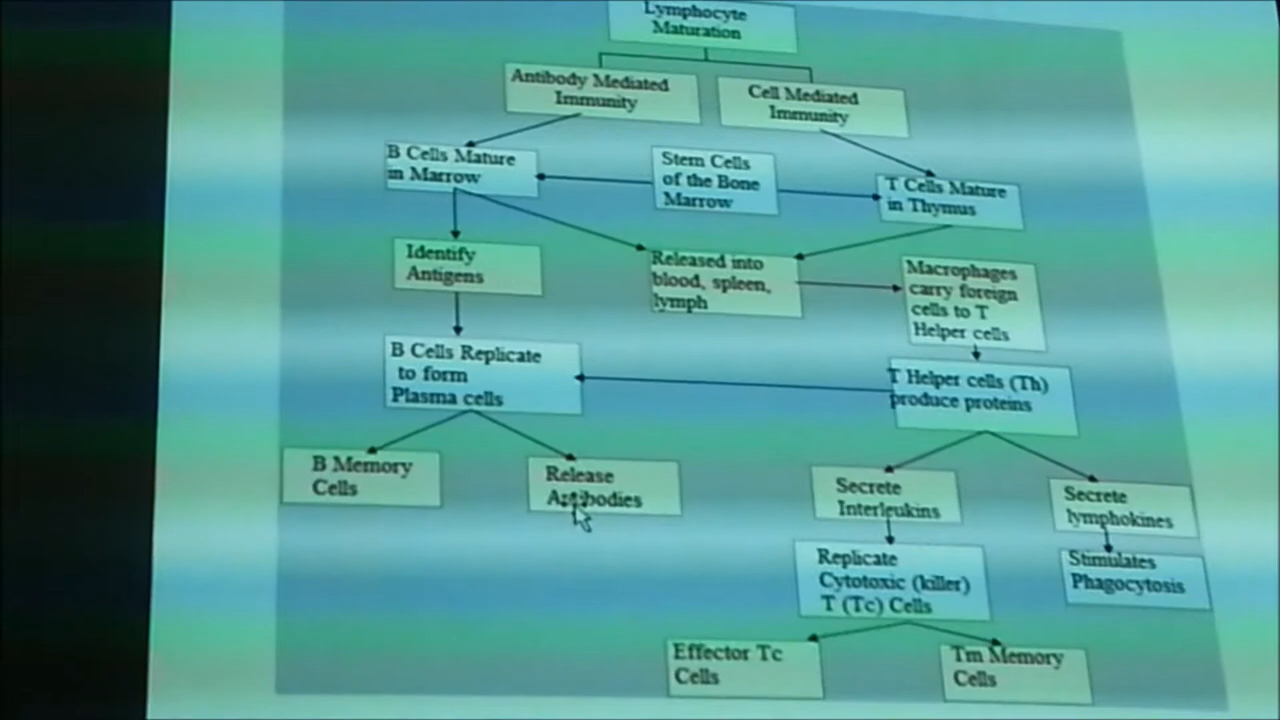 Lymphocyte
Maturation
Antibody Mediated
Immunity
Cell Mediated
Immunity
B Cells Mature
in Marrow
Stem Cells
of the Bone
Marrow
T Cells Mature
in Thymus
Identify
Antigens
Released into
blood, spleen,
lymph
Macrophages
carry foreign
cells to T
Helper cells
B Cells Replicate
to form
Plasma cells
T Helper cells (Th)
produce proteins
B Memory
Cells
Release
Antibodies
Secrete
Interleukins
Secrete
lymphokines
Replicate
Cytotoxic (killer)
T (Tc) Cells
Stimulates
Phagocytosis
Effector Tc
Cells
Tm Memory
Cells